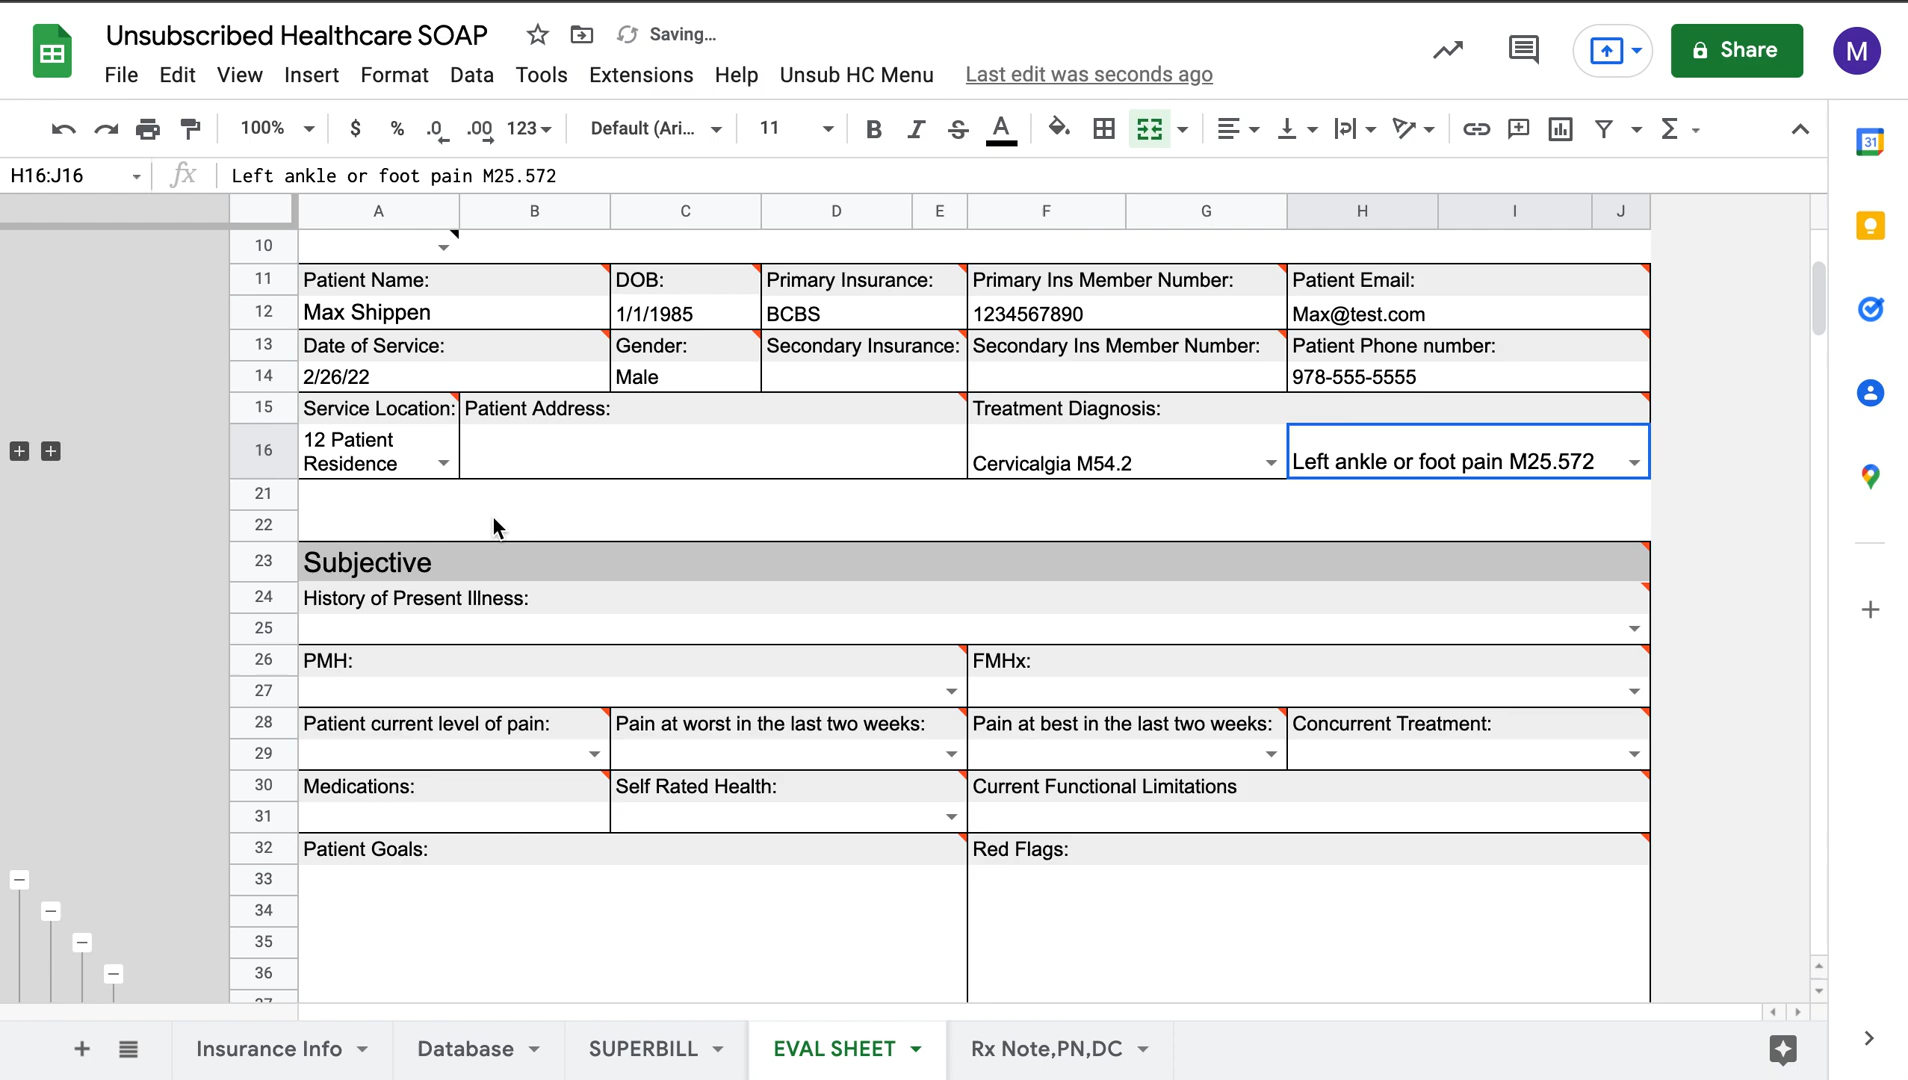 Unsubscribed Healthcare SOAP Saving...
File Edit View Insert Format Data Tools Extensions Help Unsub HC Menu Last edit was seconds ago
Share
M
100% $ % .0 .00 123 Default (Ari... 11 B I S A
31
H16:J16 fx Left ankle or foot pain M25.572
A B C D E F G H I J
10
11 Patient Name: DOB: Primary Insurance: Primary Ins Member Number: Patient Email:
12 Max Shippen 1/1/1985 BCBS 1234567890 Max@test.com
13 Date of Service: Gender: Secondary Insurance: Secondary Ins Member Number: Patient Phone number:
14 2/26/22 Male 978-555-5555
15 Service Location: Patient Address: Treatment Diagnosis:
16 12 Patient Residence Cervicalgia M54.2 Left ankle or foot pain M25.572
21
22
23 Subjective
24 History of Present Illness:
25
26 PMH: FMHx:
27
28 Patient current level of pain: Pain at worst in the last two weeks: Pain at best in the last two weeks: Concurrent Treatment:
29
30 Medications: Self Rated Health: Current Functional Limitations
31
32 Patient Goals: Red Flags:
33
34
35
36
37
Insurance Info Database SUPERBILL EVAL SHEET Rx Note,PN,DC